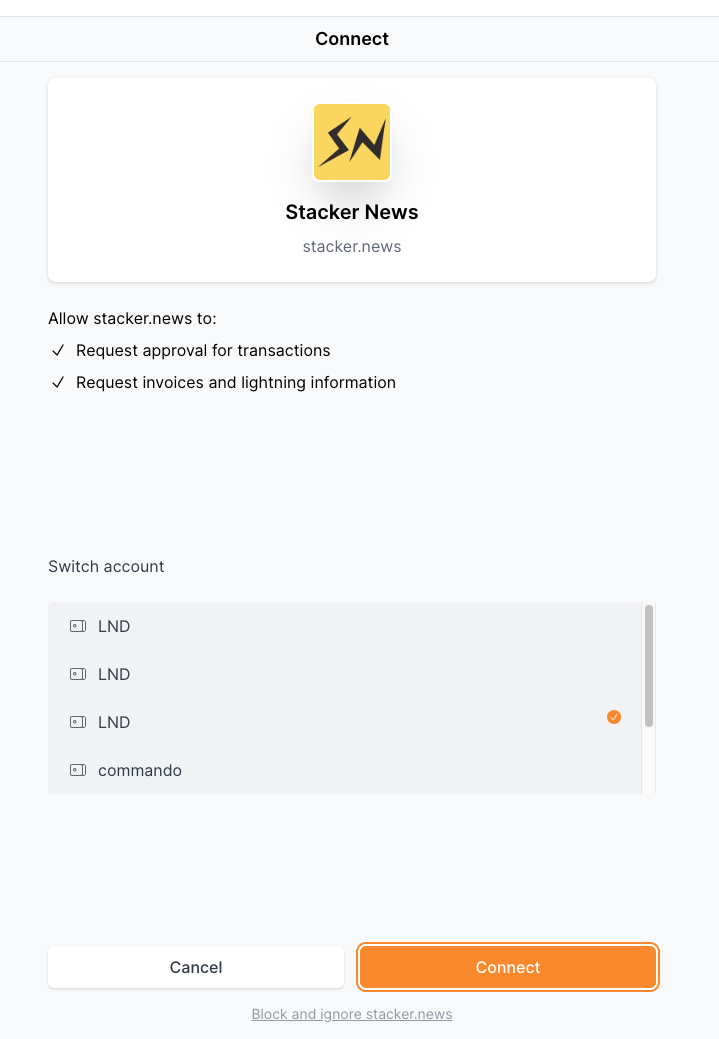 Connect
SN
Stacker News
stacker.news
Allow stacker.news to:
Request approval for transactions
Request invoices and lightning information
Switch account
LND
LND
LND
commando
Cancel
Connect
Block and ignore stacker.news